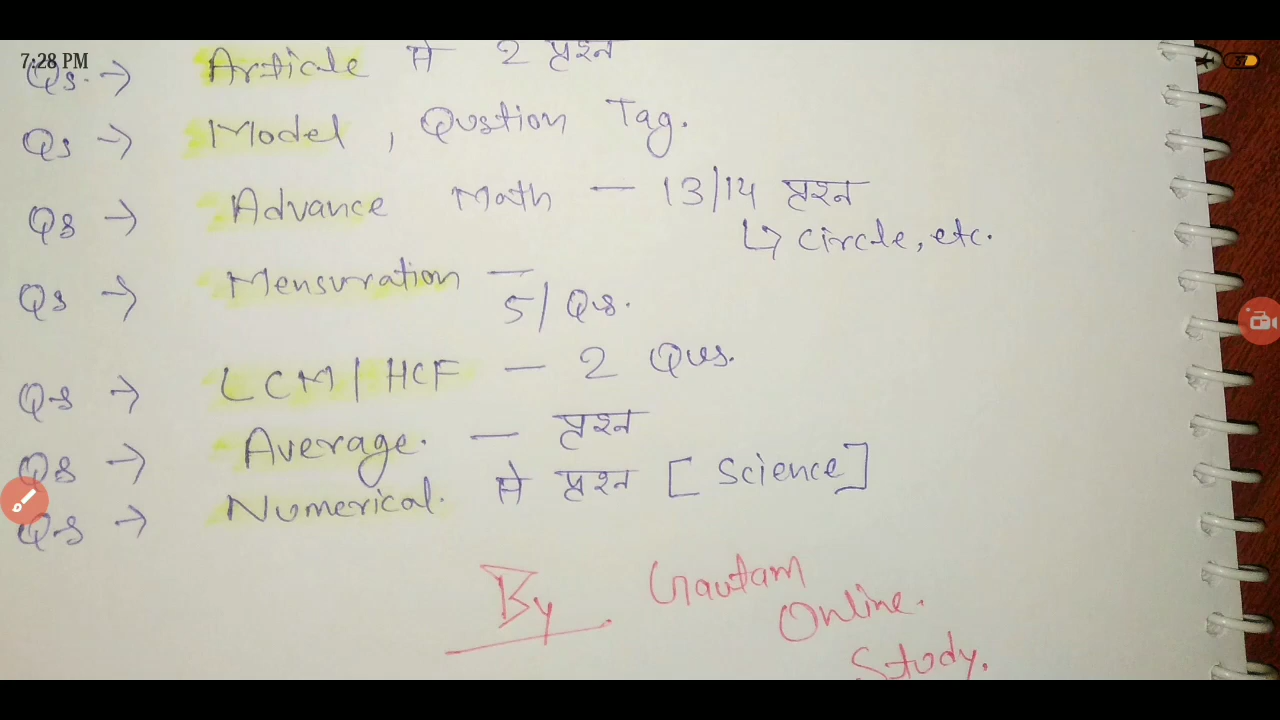 7:28 PM
37
Qs. → Article से 2 प्रश्न
Qs → Model, Qustion Tag.
Qs → Advance Math — 13/14 प्रश्न
↳ circle, etc.
Qs → Mensuration —
5/ Qs.
Qs → LCM/HCF — 2 Ques.
Qs → Average. — प्रश्न
Qs → Numerical. से प्रश्न [Science]
By Gautam
Online.
Study.